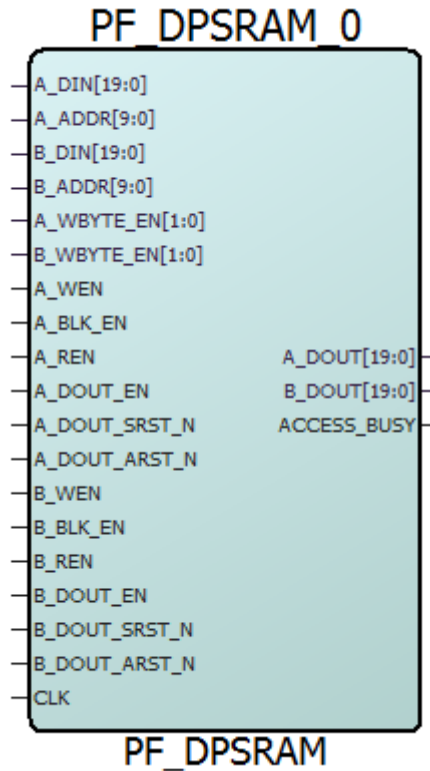 PF_DPSRAM_0
A_DIN[19:0]
A_ADDR[9:0]
B_DIN[19:0]
B_ADDR[9:0]
A_WBYTE_EN[1:0]
B_WBYTE_EN[1:0]
A_WEN
A_BLK_EN
A_REN
A_DOUT_EN
A_DOUT_SRST_N
A_DOUT_ARST_N
B_WEN
B_BLK_EN
B_REN
B_DOUT_EN
B_DOUT_SRST_N
B_DOUT_ARST_N
CLK
A_DOUT[19:0]
B_DOUT[19:0]
ACCESS_BUSY
PF_DPSRAM